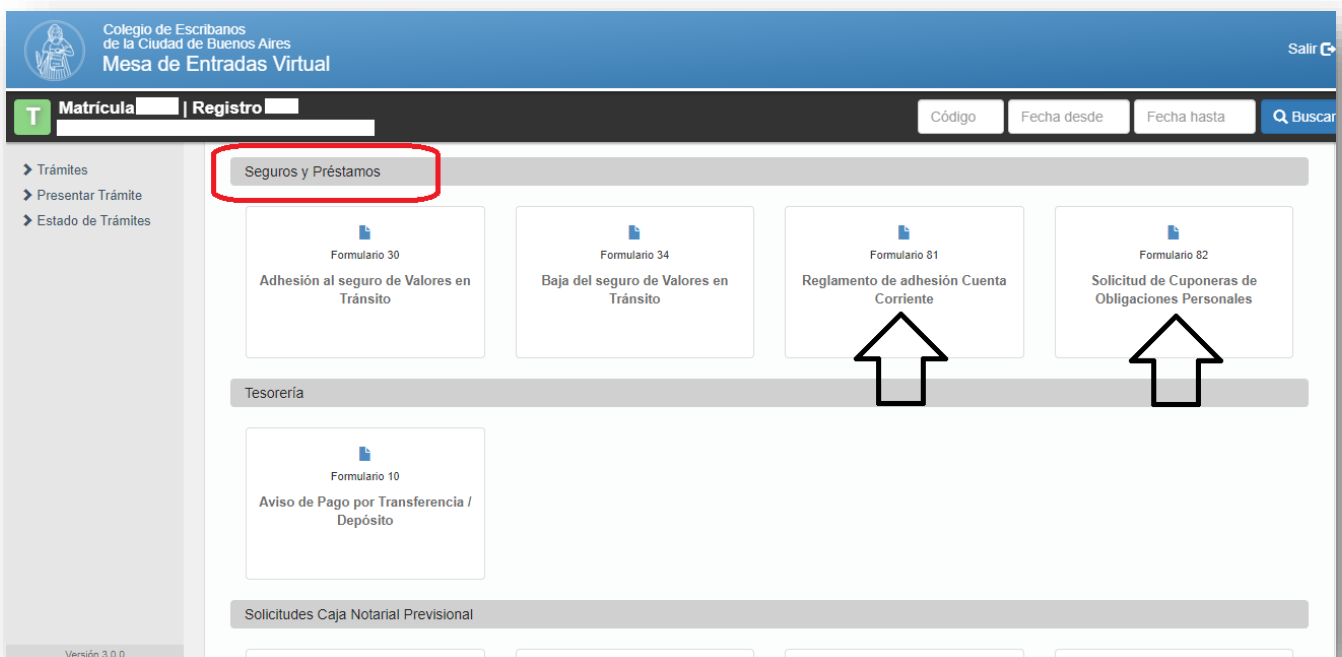 Colegio de Escribanos
de la Ciudad de Buenos Aires
Mesa de Entradas Virtual
Salir
T
Matrícula | Registro
Código
Fecha desde
Fecha hasta
Buscar
Trámites
Presentar Trámite
Estado de Trámites
Seguros y Préstamos
Formulario 30
Adhesión al seguro de Valores en
Tránsito
Formulario 34
Baja del seguro de Valores en
Tránsito
Formulario 81
Reglamento de adhesión Cuenta
Corriente
Formulario 82
Solicitud de Cuponeras de
Obligaciones Personales
Tesorería
Formulario 10
Aviso de Pago por Transferencia /
Depósito
Solicitudes Caja Notarial Previsional
Versión 3.0.0